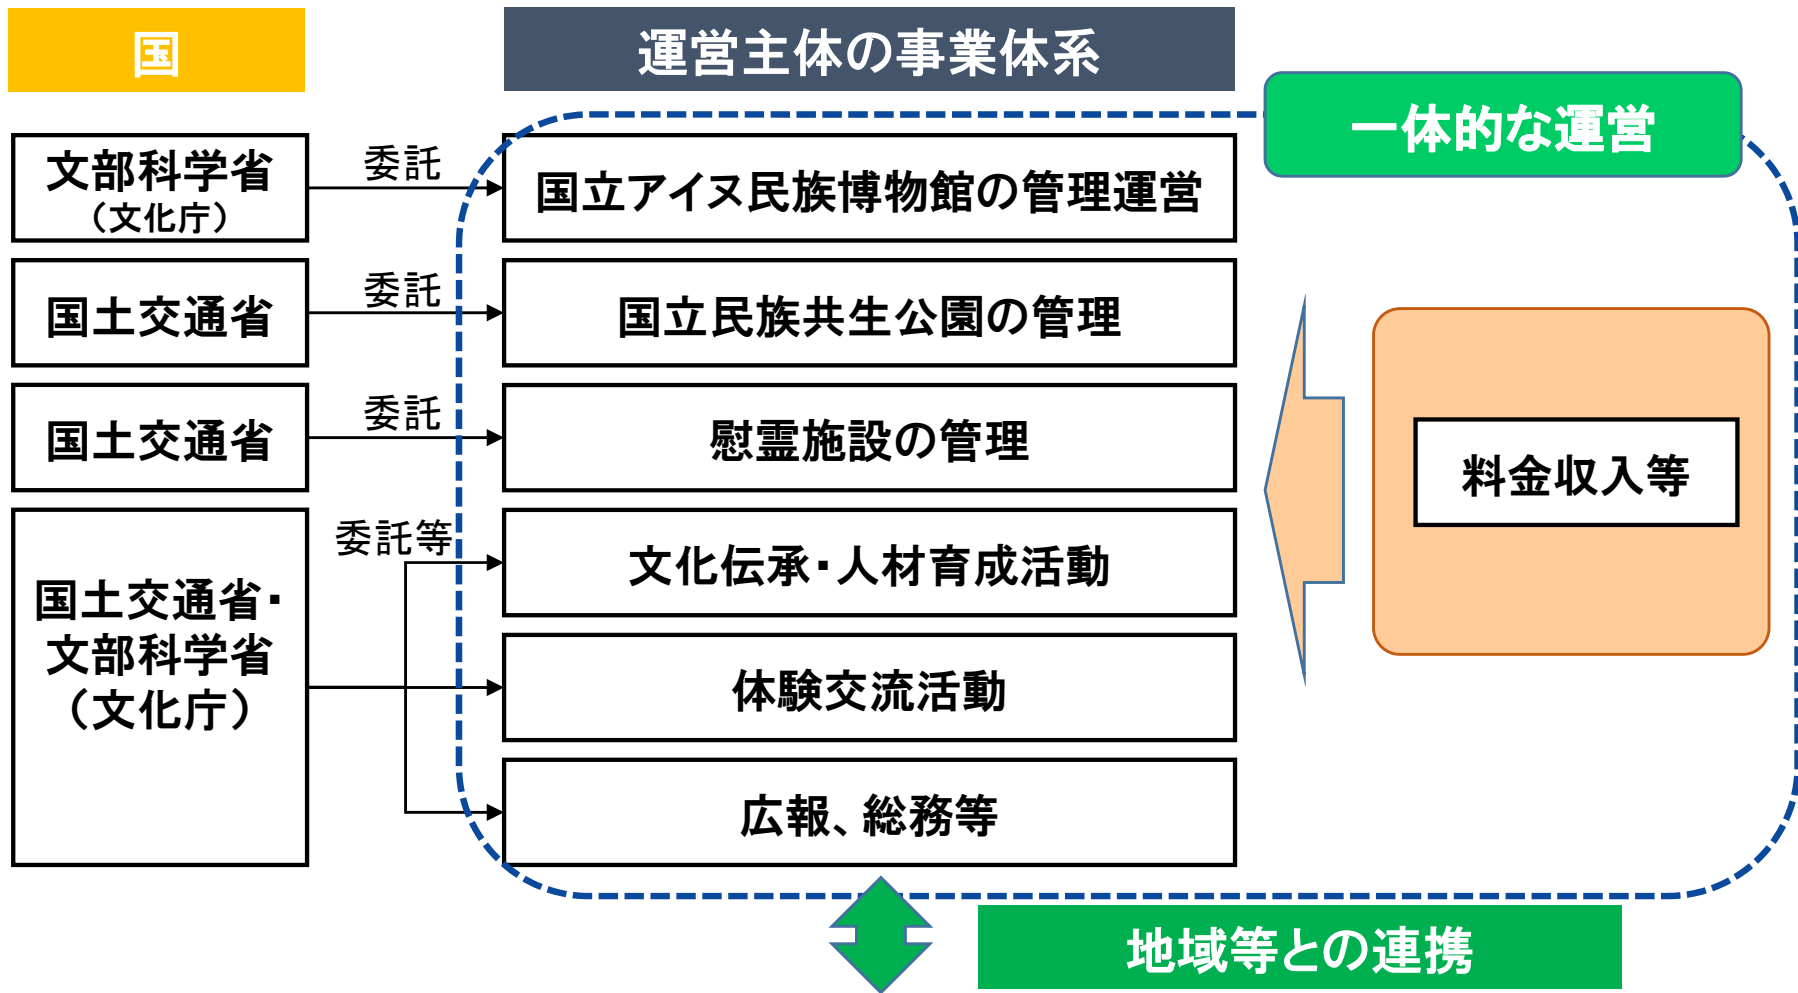 国
運営主体の事業体系
一体的な運営
文部科学省
（文化庁）
委託
国立アイヌ民族博物館の管理運営
国土交通省
委託
国立民族共生公園の管理
国土交通省
委託
慰霊施設の管理
料金収入等
国土交通省・
文部科学省
（文化庁）
委託等
文化伝承・人材育成活動
体験交流活動
広報、総務等
地域等との連携